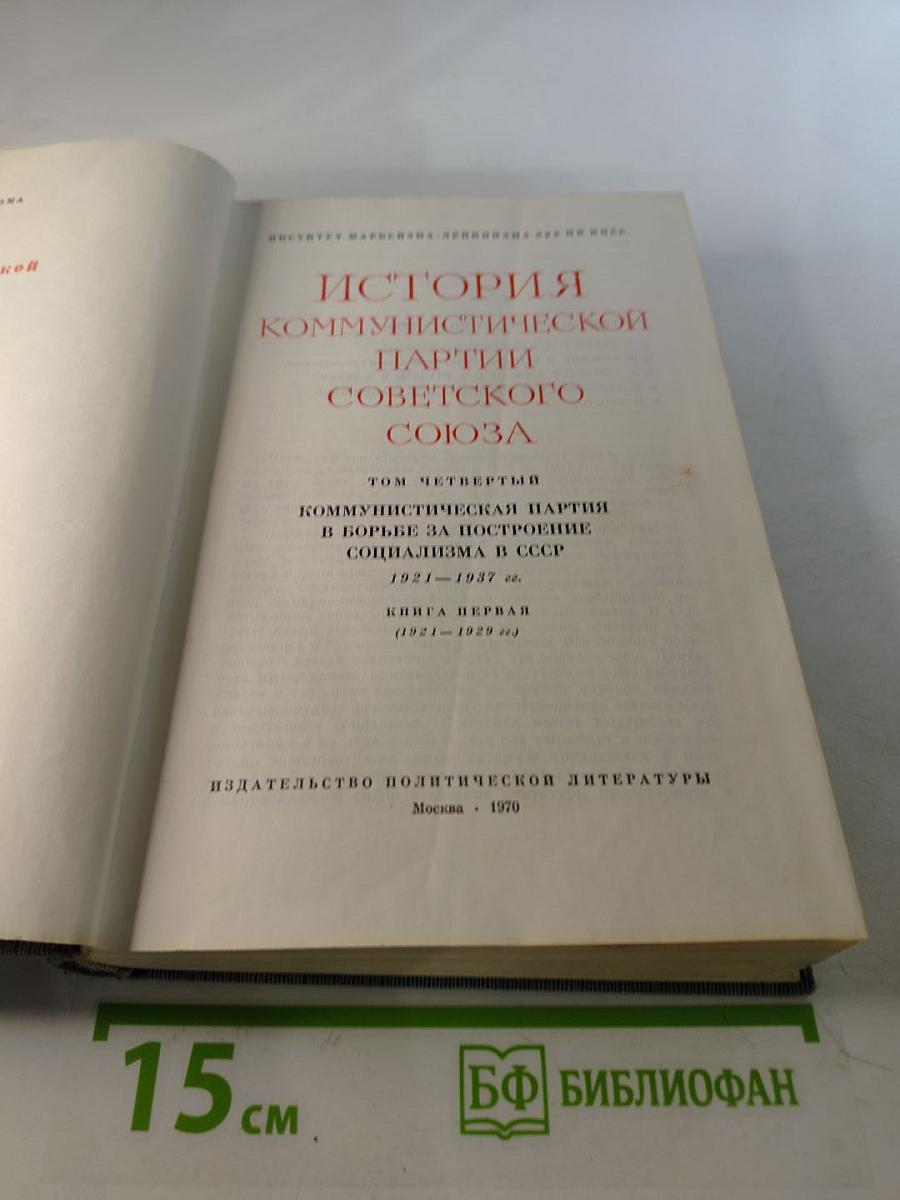 кой
ИНСТИТУТ МАРКСИЗМА-ЛЕНИНИЗМА при ЦК КПСС
ИСТОРИЯ
КОММУНИСТИЧЕСКОЙ
ПАРТИИ
СОВЕТСКОГО
СОЮЗА
ТОМ ЧЕТВЕРТЫЙ
КОММУНИСТИЧЕСКАЯ ПАРТИЯ
В БОРЬБЕ ЗА ПОСТРОЕНИЕ
СОЦИАЛИЗМА В СССР
1921—1937 гг.
КНИГА ПЕРВАЯ
(1921—1929 гг.)
ИЗДАТЕЛЬСТВО ПОЛИТИЧЕСКОЙ ЛИТЕРАТУРЫ
Москва • 1970
15 см
БФ БИБЛИОФАН